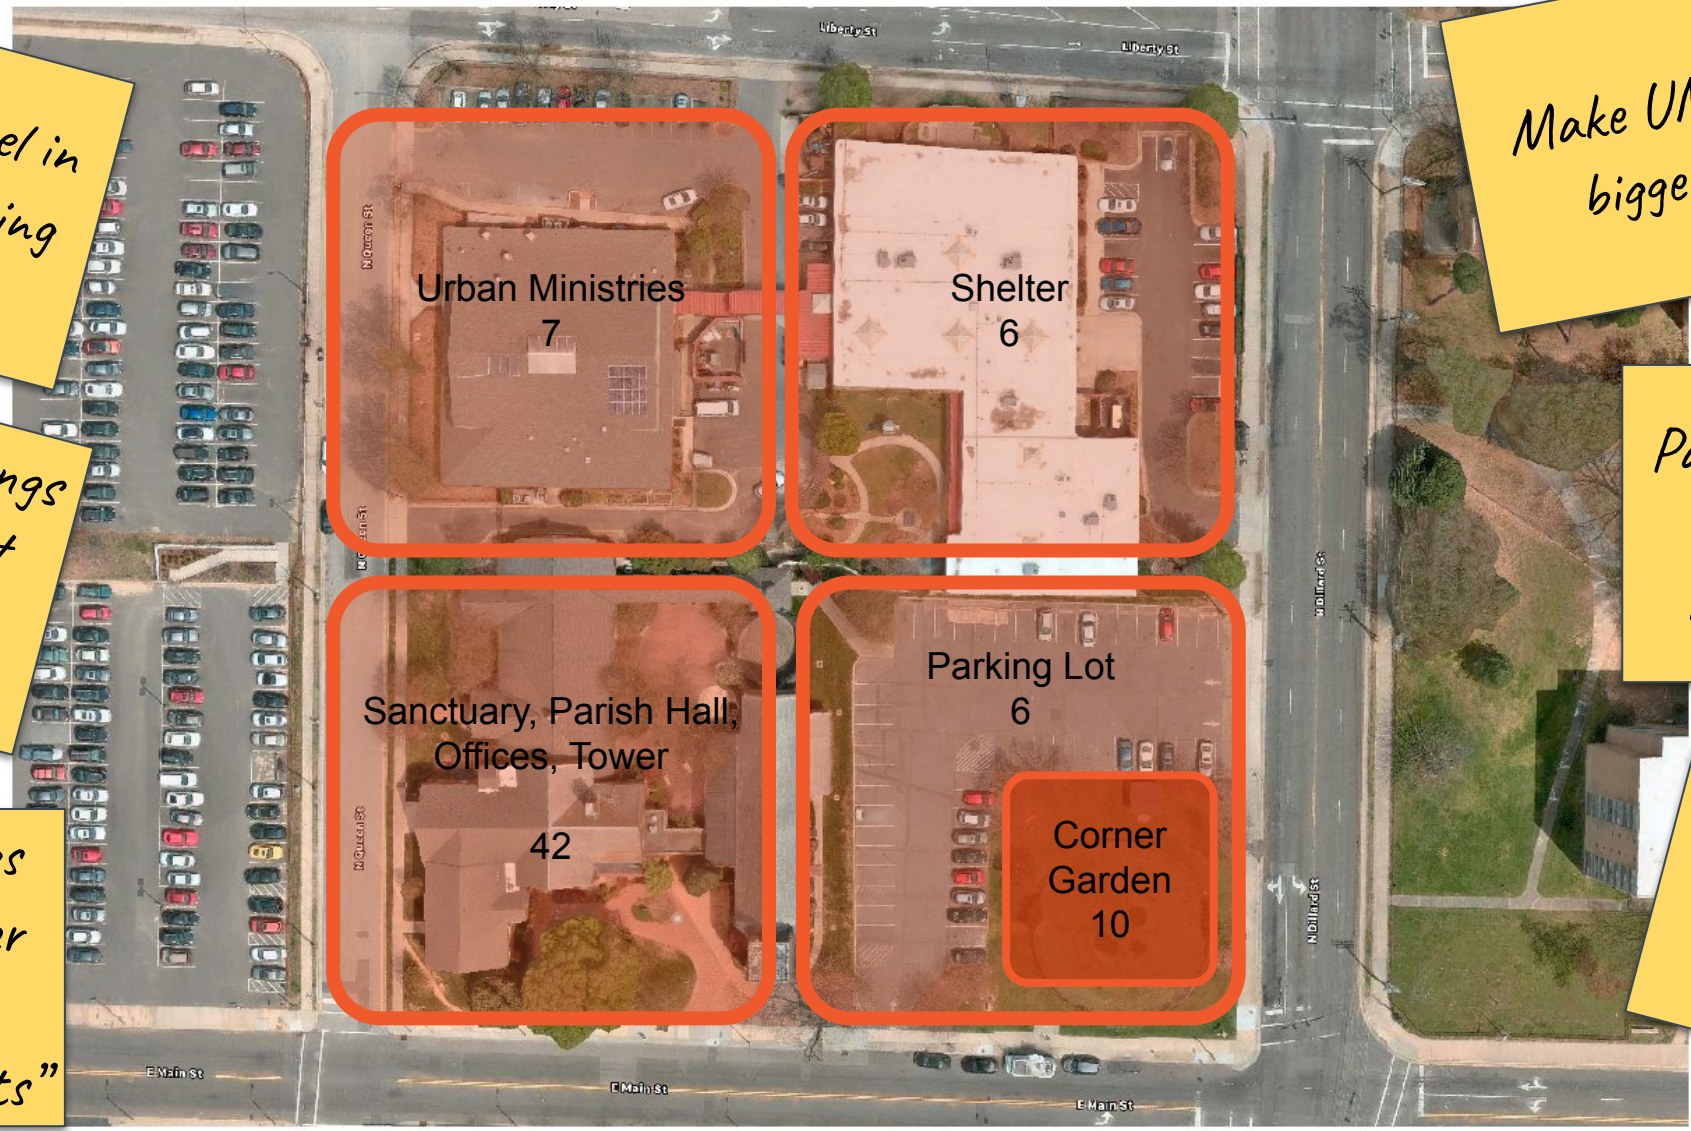 Liberty St
Liberty St
Make
bigge
el in
ing
N Queen St
Urban Ministries
7
Shelter
6
ngs
t
N Queen St
N Dillard St
Sanctuary, Parish Hall,
Offices, Tower
42
Parking Lot
6
Corner
Garden
10
N Queen St
N Dillard St
es
er
ts”
E Main St
E Main St
E Main St